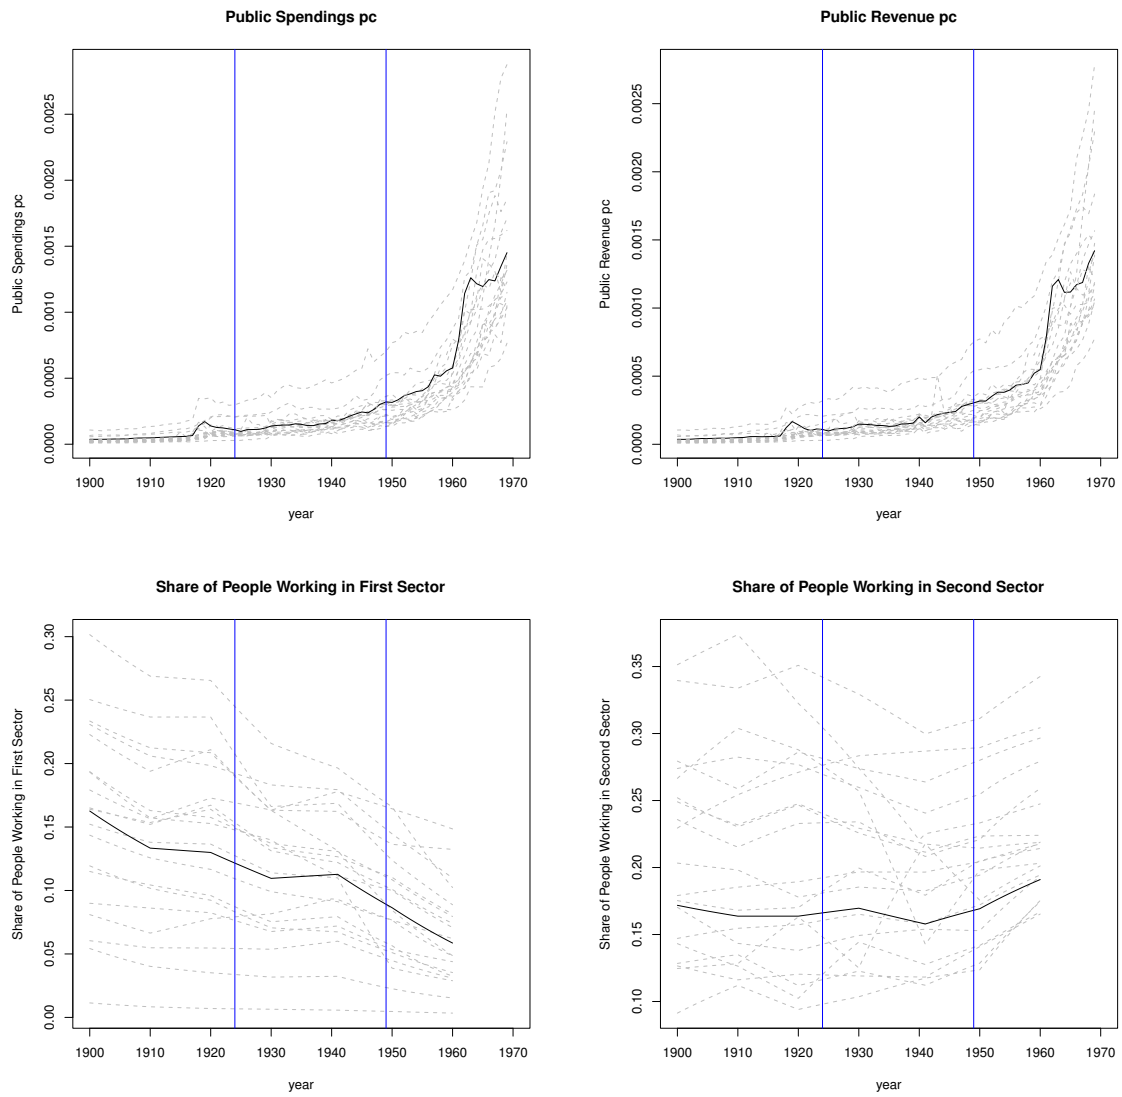 Public Spendings pc
Public Spendings pc
0.0000 0.0005 0.0010 0.0015 0.0020 0.0025
1900 1910 1920 1930 1940 1950 1960 1970
year
Public Revenue pc
Public Revenue pc
0.0000 0.0005 0.0010 0.0015 0.0020 0.0025
1900 1910 1920 1930 1940 1950 1960 1970
year
Share of People Working in First Sector
Share of People Working in First Sector
0.00 0.05 0.10 0.15 0.20 0.25 0.30
1900 1910 1920 1930 1940 1950 1960 1970
year
Share of People Working in Second Sector
Share of People Working in Second Sector
0.10 0.15 0.20 0.25 0.30 0.35
1900 1910 1920 1930 1940 1950 1960 1970
year